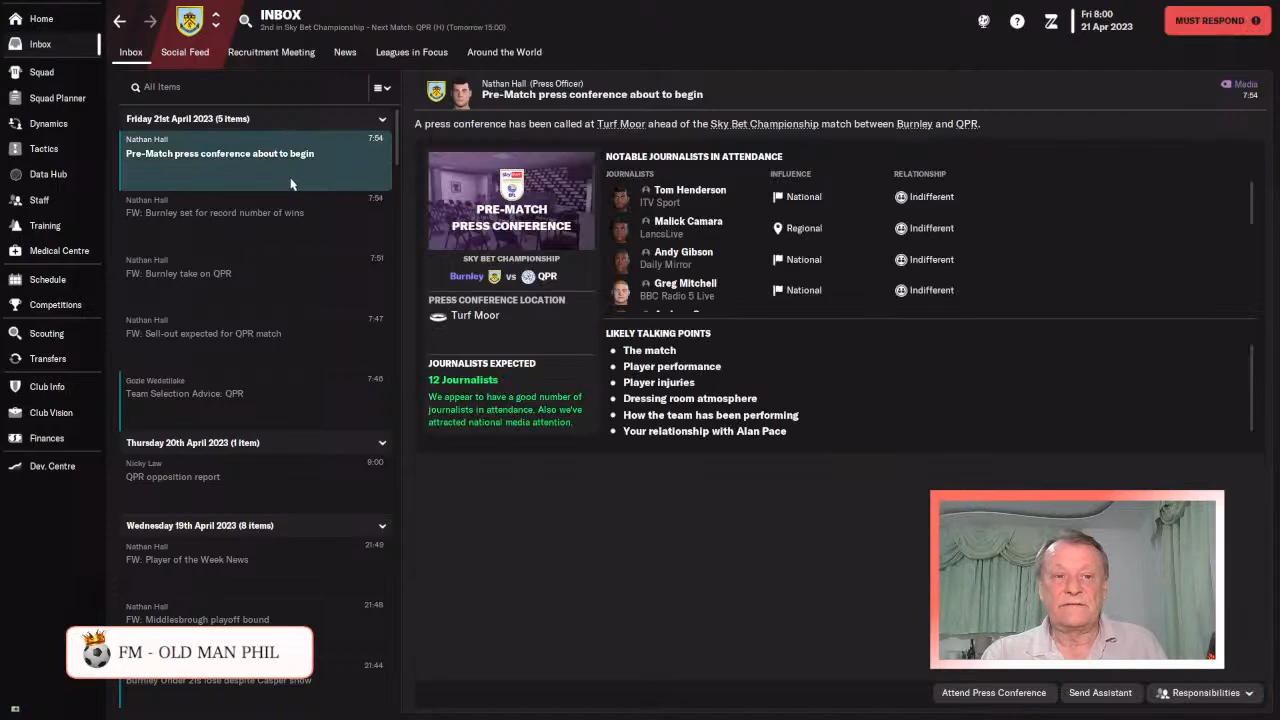 Home
Inbox
Squad
Squad Planner
Dynamics
Tactics
Data Hub
Staff
Training
Medical Centre
Schedule
Competitions
Scouting
Transfers
Club Info
Club Vision
Finances
Dev. Centre
INBOX
2nd in Sky Bet Championship - Next Match: QPR (H) (Tomorrow 15:00)
Fri 8:00
21 Apr 2023
MUST RESPOND
Inbox Social Feed Recruitment Meeting News Leagues in Focus Around the World
All Items
Friday 21st April 2023 (5 items)
Nathan Hall 7:54
Pre-Match press conference about to begin
Nathan Hall 7:54
FW: Burnley set for record number of wins
Nathan Hall 7:51
FW: Burnley take on QPR
Nathan Hall 7:47
FW: Sell-out expected for QPR match
Gozie Wedstilake 7:46
Team Selection Advice: QPR
Thursday 20th April 2023 (1 item)
Nicky Law 9:00
QPR opposition report
Wednesday 19th April 2023 (8 items)
Nathan Hall 21:49
FW: Player of the Week News
Nathan Hall 21:48
FW: Middlesbrough playoff bound
21:44
Burnley Under 21s lose despite Casper show
FM - OLD MAN PHIL
Nathan Hall (Press Officer)
Pre-Match press conference about to begin
Media
7:54
A press conference has been called at Turf Moor ahead of the Sky Bet Championship match between Burnley and QPR.
PRE-MATCH
PRESS CONFERENCE
SKY BET CHAMPIONSHIP
Burnley vs QPR
PRESS CONFERENCE LOCATION
Turf Moor
JOURNALISTS EXPECTED
12 Journalists
We appear to have a good number of
journalists in attendance. Also we've
attracted national media attention.
NOTABLE JOURNALISTS IN ATTENDANCE
JOURNALISTS INFLUENCE RELATIONSHIP
Tom Henderson
ITV Sport
National Indifferent
Malick Camara
LancsLive
Regional Indifferent
Andy Gibson
Daily Mirror
National Indifferent
Greg Mitchell
BBC Radio 5 Live
National Indifferent
LIKELY TALKING POINTS
The match
Player performance
Player injuries
Dressing room atmosphere
How the team has been performing
Your relationship with Alan Pace
Attend Press Conference Send Assistant Responsibilities